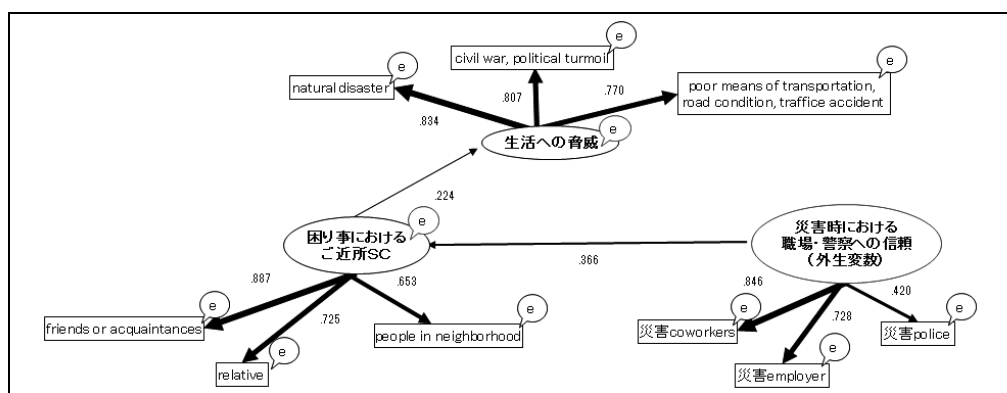 e
civil war, political turmoil
e
natural disaster
e
poor means of transportation,
road condition, traffice accident
.834
.807
.770
生活への脅威
e
.224
困り事における
ご近所SC
e
.366
災害時における
職場・警察への信頼
(外生変数)
.887
.725
.653
e
friends or acquaintances
relative
e
people in neighborhood
e
.846
.728
.420
災害coworkers
e
災害employer
e
災害police
e